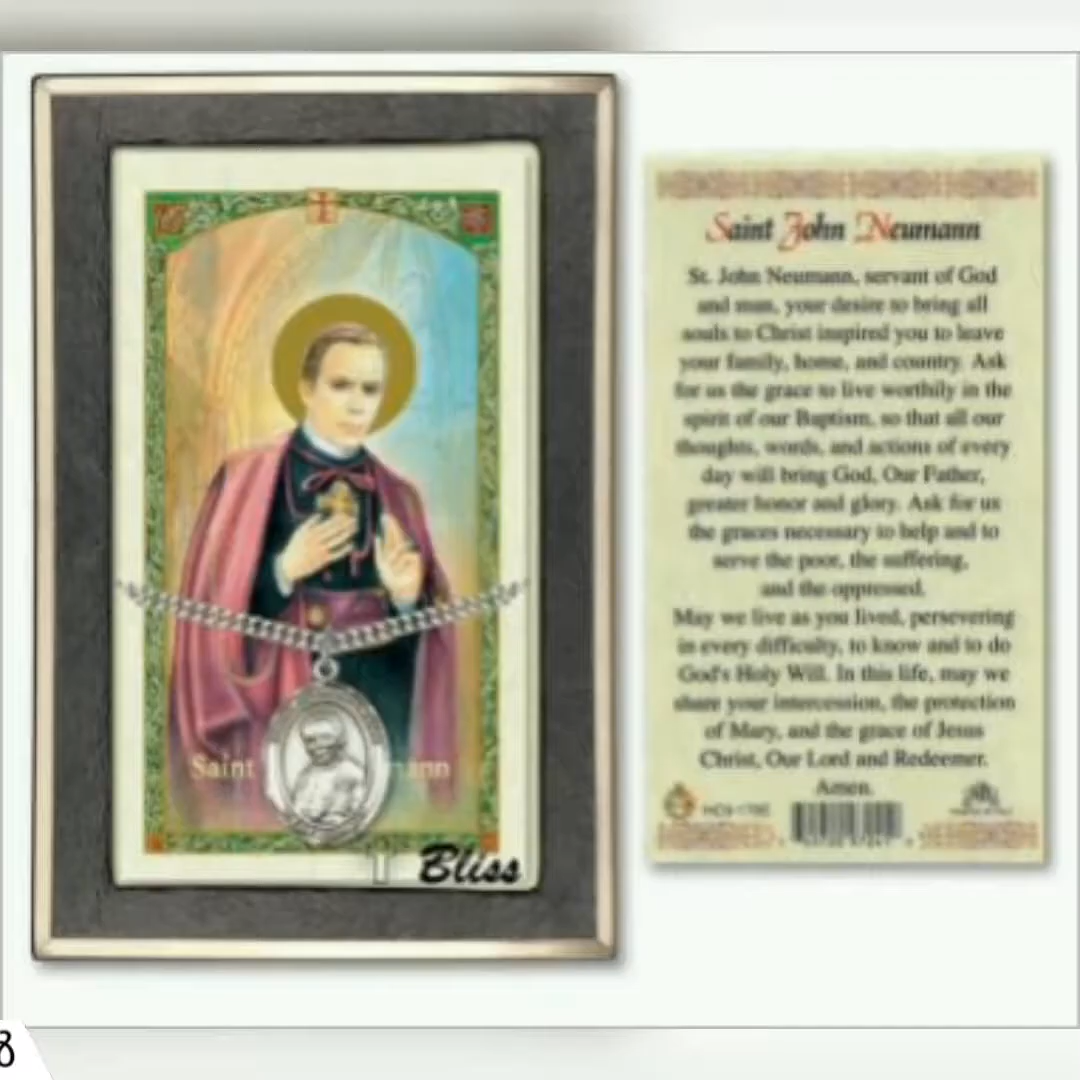 Saint
Bliss
Saint John Neumann
St. John Neumann, servant of God
and man, your desire to bring all
souls to Christ inspired you to leave
your family, home, and country. Ask
for us the grace to live worthily in the
spirit of our Baptism, so that all our
thoughts, words, and actions of every
day will bring God, Our Father,
greater honor and glory. Ask for us
the graces necessary to help and to
serve the poor, the suffering,
and the oppressed.
May we live as you lived, persevering
in every difficulty, to know and to do
God's Holy Will. In this life, may we
share your intercession, the protection
of Mary, and the grace of Jesus
Christ, Our Lord and Redeemer.
Amen.